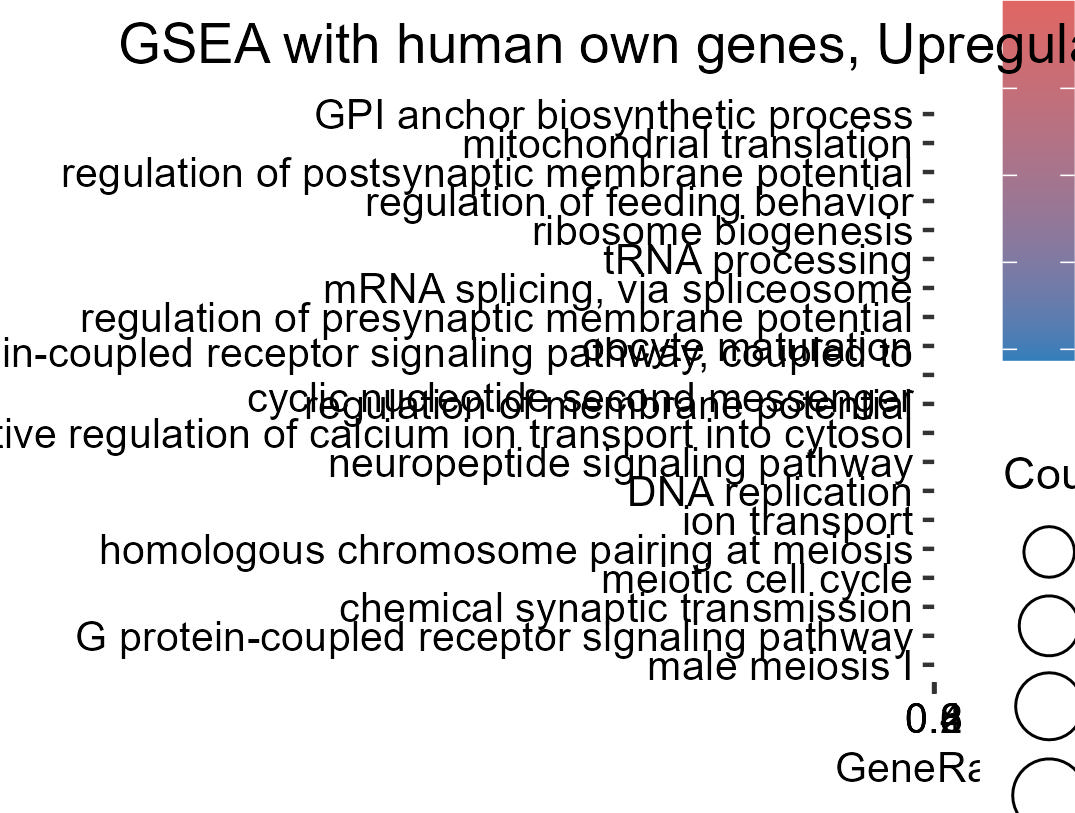 GSEA with human own genes, Upregula
GPI anchor biosynthetic process
mitochondrial translation
regulation of postsynaptic membrane potential
regulation of feeding behavior
ribosome biogenesis
tRNA processing
mRNA splicing, via spliceosome
regulation of presynaptic membrane potential
oocyte maturation
in-coupled receptor signaling pathway, coupled to
cyclic nucleotide second messenger
regulation of membrane potential
tive regulation of calcium ion transport into cytosol
neuropeptide signaling pathway
DNA replication
ion transport
homologous chromosome pairing at meiosis
meiotic cell cycle
chemical synaptic transmission
G protein-coupled receptor signaling pathway
male meiosis I
GeneRa
Cou